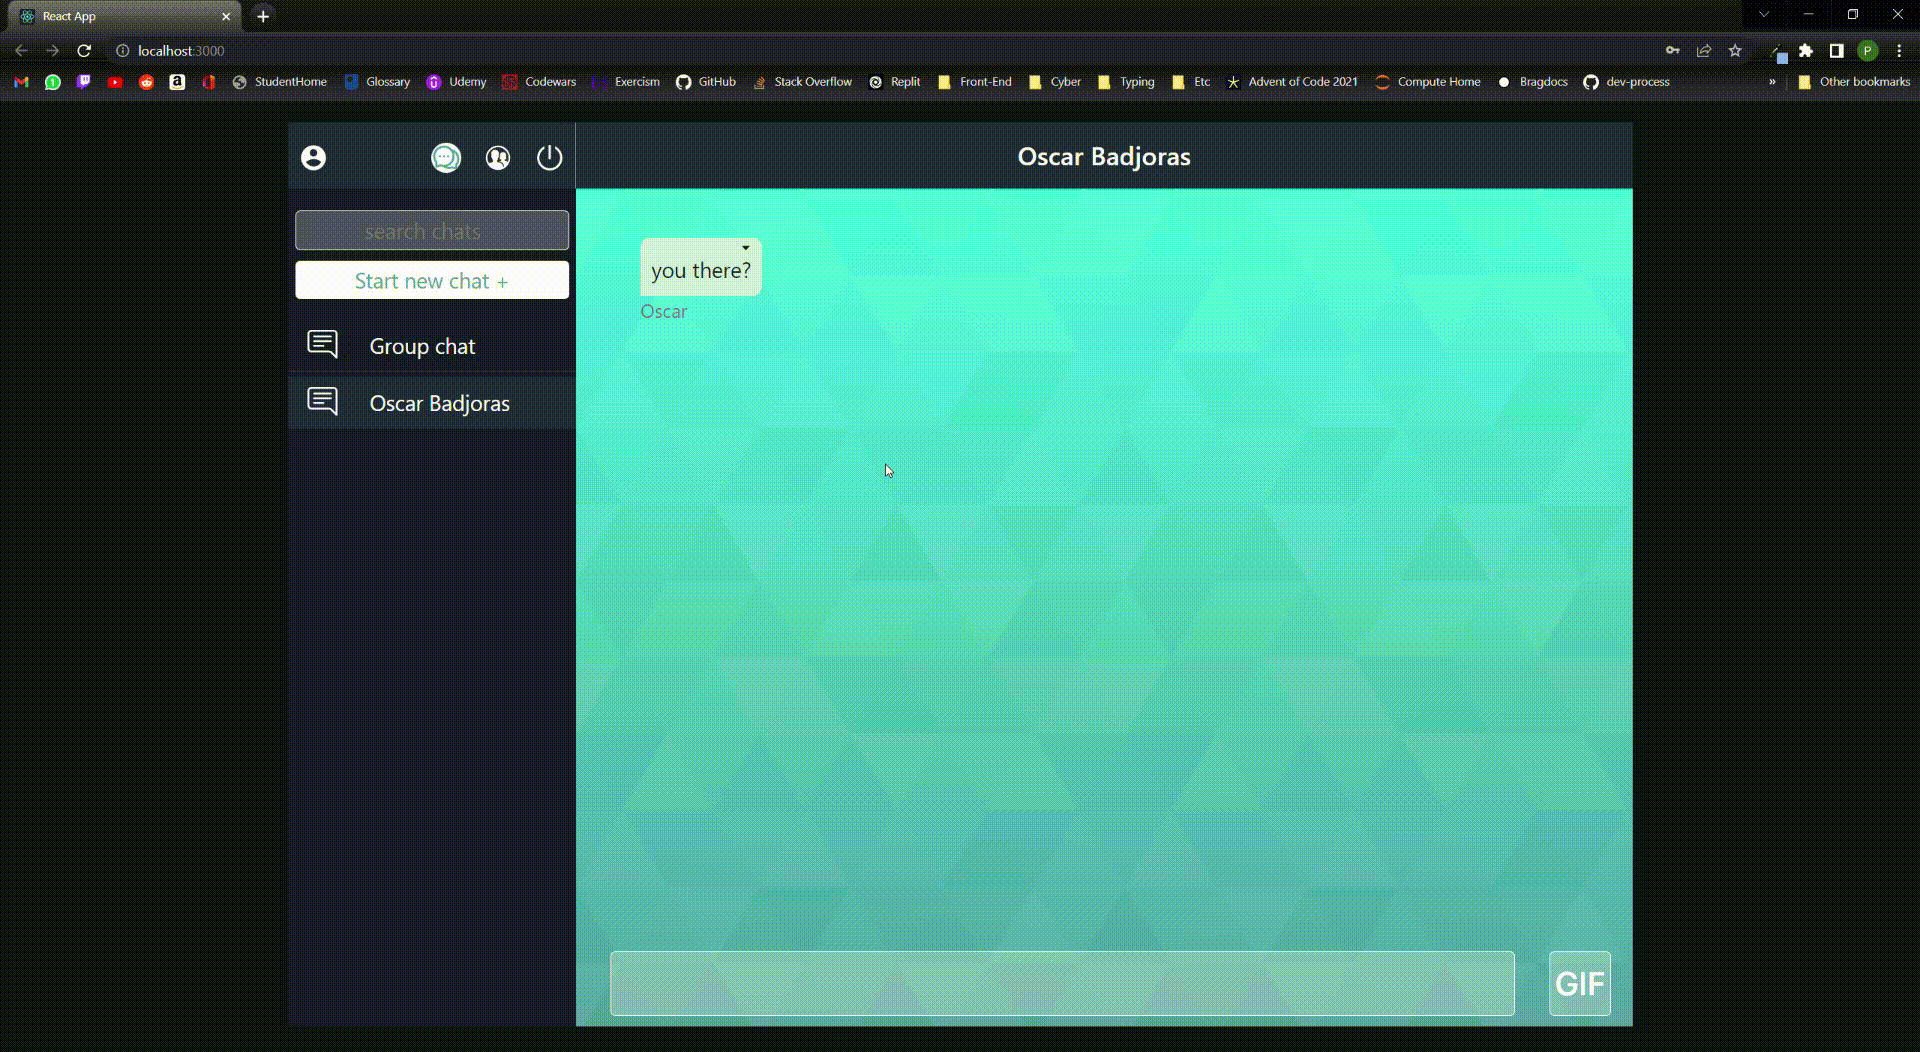 React App
localhost:3000
P
StudentHome Glossary Udemy Codewars Exercism GitHub Stack Overflow Replit Front-End Cyber Typing Etc Advent of Code 2021 Compute Home Bragdocs dev-process » Other bookmarks
Oscar Badjoras
search chats
Start new chat +
Group chat
Oscar Badjoras
you there?
Oscar
GIF